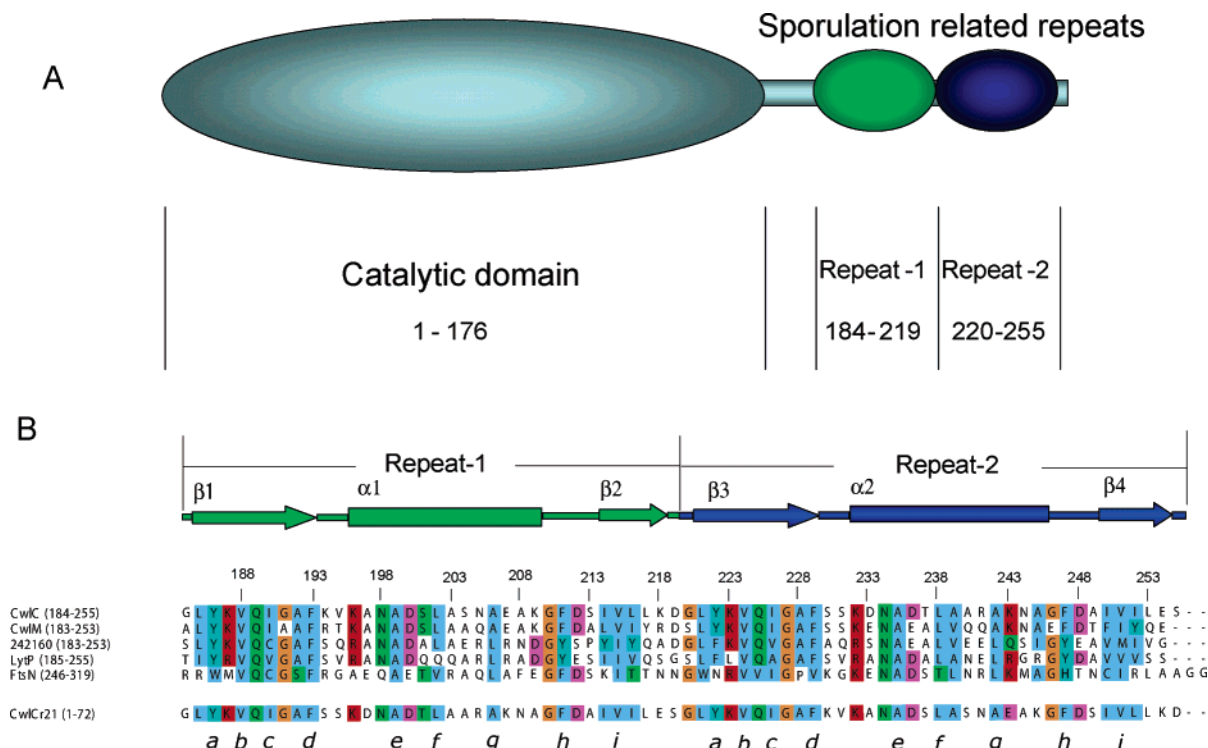 Sporulation related repeats
A
Catalytic domain
1 - 176
Repeat -1
184-219
Repeat -2
220-255
B
Repeat-1
Repeat-2
β1 α1 β2 β3 α2 β4
188 193 198 203 208 213 218 223 228 233 238 243 248 253
CwlC (184-255) GLYKVQIGAFKVKANADSLASNAEAKGFDSIVLLKDGLYKVQIGAFSSKDNADTLAARAKNAGFDAIVILES--
CwlM (183-253) ALYKVQIAAFRTKANADSLAAQAEAKGFDALVIYRDSLYKVQIGAFSSKENAEALVQQAKNAEFDTFIYQE---
242160 (183-253) SLYKVQCGAFSQRANADALAERLRNDGYSPYIYQADGLFKVQIGAFVAQRSNAEALVEELQSIGYEAVMIVG---
LytP (185-255) TIYRVQVGAFSVRANADQQQARLRADGYESIIVQSGSLFLVQAGAFSVRANADALANELRGRGYDAVVVSS---
FtsN (246-319) RRWMVQCGSFRGAEQAETVRAQLAFEGFDSKITTNNGWNRVVIGPVKGKENADSTLNRLKMAGHTNCIRLAAGG
CwlCr21 (1-72) GLYKVQIGAFSSKDNADTLAARAKNAGFDAIVILESGLYKVQIGAFKVKANADSLASNAEAKGFDSIVLLKD--
a b c d e f g h i a b c d e f g h i